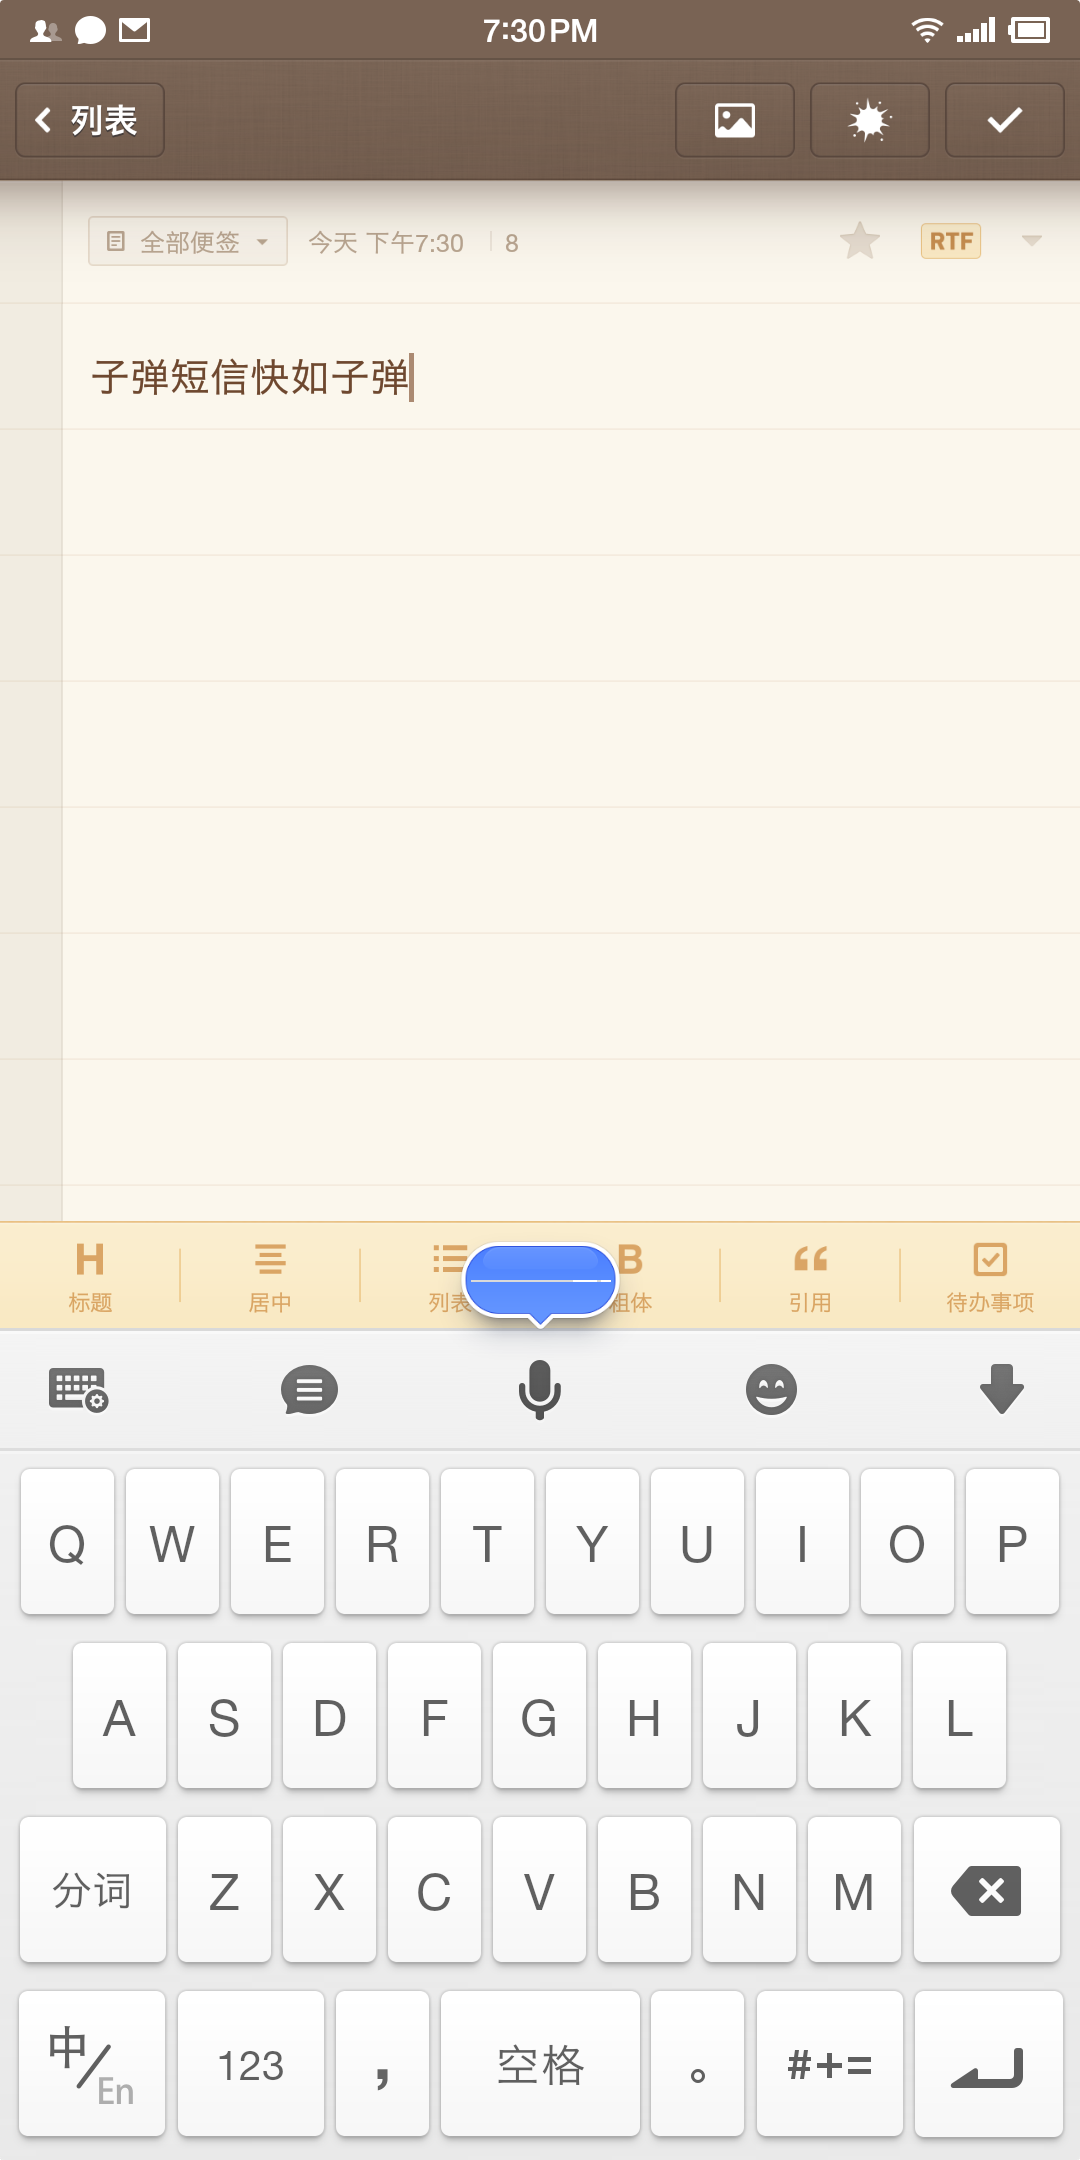 7:30 PM
列表
全部便签 今天 下午7:30 8 RTF
子弹短信快如子弹
H B
标题 居中 列表 粗体 引用 待办事项
Q W E R T Y U I O P
A S D F G H J K L
分词 Z X C V B N M
中/En 123 , 空格 。 #+=